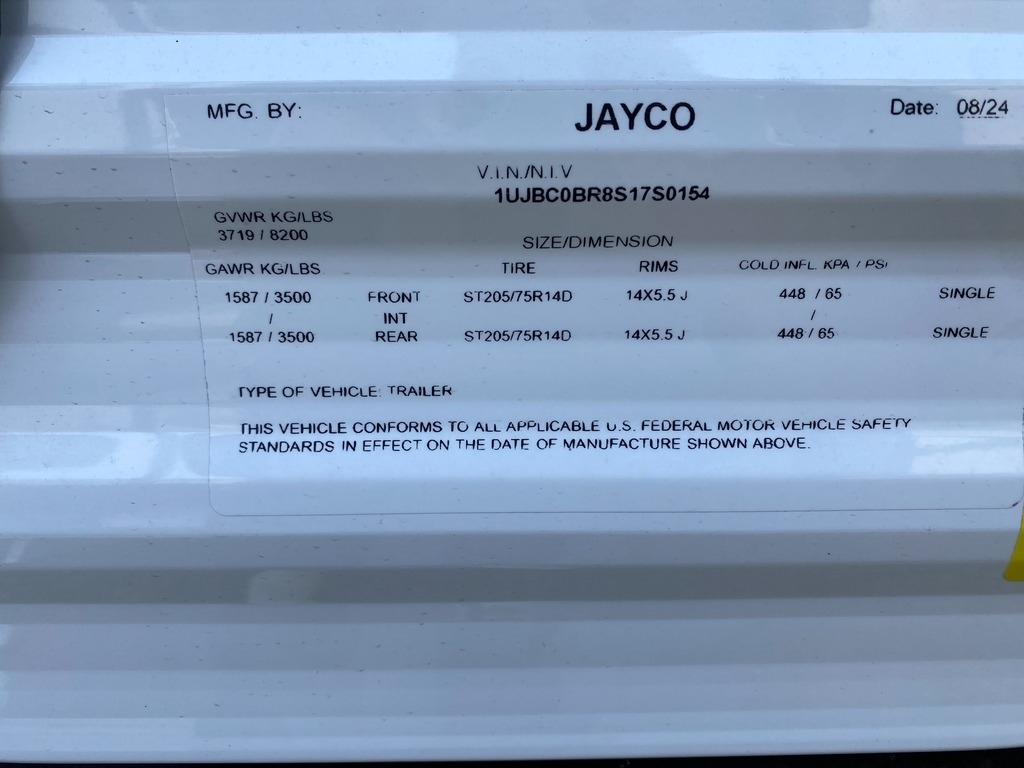 MFG. BY: JAYCO Date: 08/24
V.I.N./N.I.V
1UJBC0BR8S17S0154
GVWR KG/LBS
3719 / 8200
SIZE/DIMENSION
GAWR KG/LBS TIRE RIMS COLD INFL. KPA / PSI
1587 / 3500 FRONT ST205/75R14D 14X5.5 J 448 / 65 SINGLE
/ INT /
1587 / 3500 REAR ST205/75R14D 14X5.5 J 448 / 65 SINGLE
TYPE OF VEHICLE: TRAILER
THIS VEHICLE CONFORMS TO ALL APPLICABLE U.S. FEDERAL MOTOR VEHICLE SAFETY
STANDARDS IN EFFECT ON THE DATE OF MANUFACTURE SHOWN ABOVE.